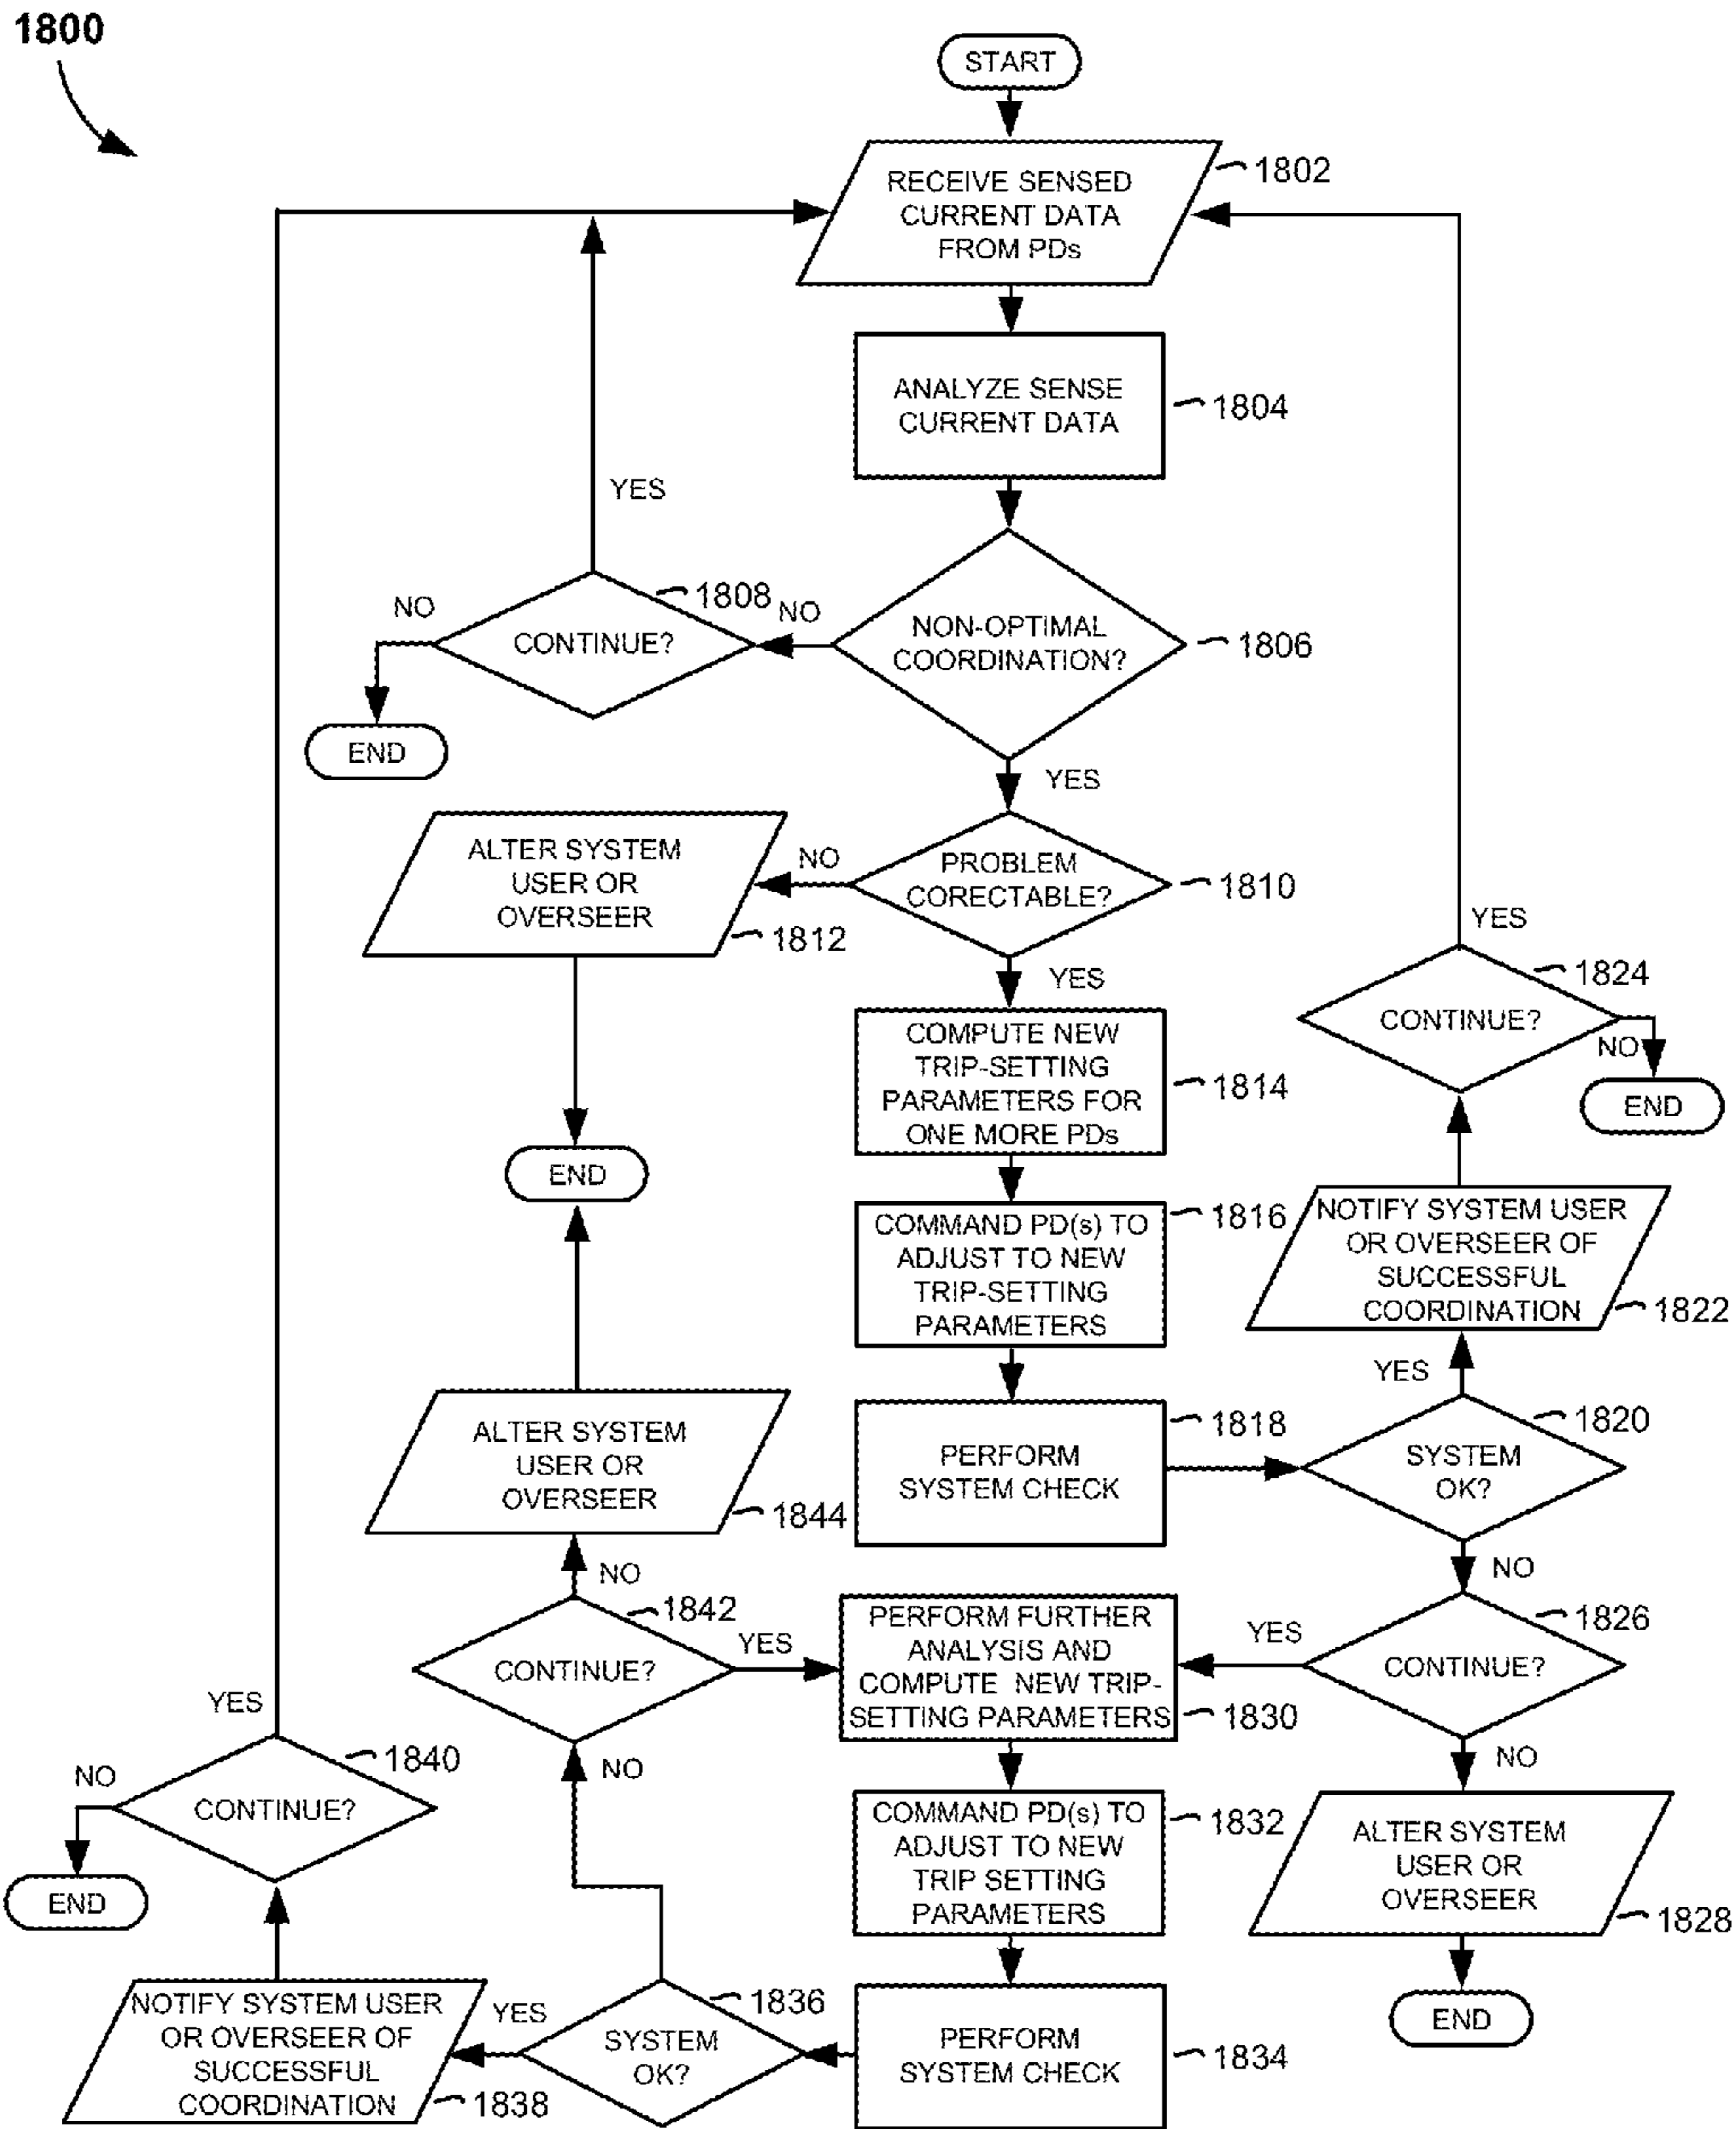 1800
START
RECEIVE SENSED
CURRENT DATA
FROM PDs
1802
ANALYZE SENSE
CURRENT DATA
1804
YES
NON-OPTIMAL
COORDINATION?
1806
NO
1808
CONTINUE?
NO
END
YES
PROBLEM
CORECTABLE?
1810
NO
ALTER SYSTEM
USER OR
OVERSEER
1812
END
YES
COMPUTE NEW
TRIP-SETTING
PARAMETERS FOR
ONE MORE PDs
1814
COMMAND PD(s) TO
ADJUST TO NEW
TRIP-SETTING
PARAMETERS
1816
PERFORM
SYSTEM CHECK
1818
SYSTEM
OK?
1820
YES
NOTIFY SYSTEM USER
OR OVERSEER OF
SUCCESSFUL
COORDINATION
1822
CONTINUE?
1824
YES
NO
END
NO
CONTINUE?
1826
NO
ALTER SYSTEM
USER OR
OVERSEER
1828
END
YES
PERFORM FURTHER
ANALYSIS AND
COMPUTE NEW TRIP-
SETTING PARAMETERS
1830
COMMAND PD(s) TO
ADJUST TO NEW
TRIP SETTING
PARAMETERS
1832
PERFORM
SYSTEM CHECK
1834
SYSTEM
OK?
1836
YES
NOTIFY SYSTEM USER
OR OVERSEER OF
SUCCESSFUL
COORDINATION
1838
CONTINUE?
1840
YES
NO
END
NO
CONTINUE?
1842
YES
NO
ALTER SYSTEM
USER OR
OVERSEER
1844